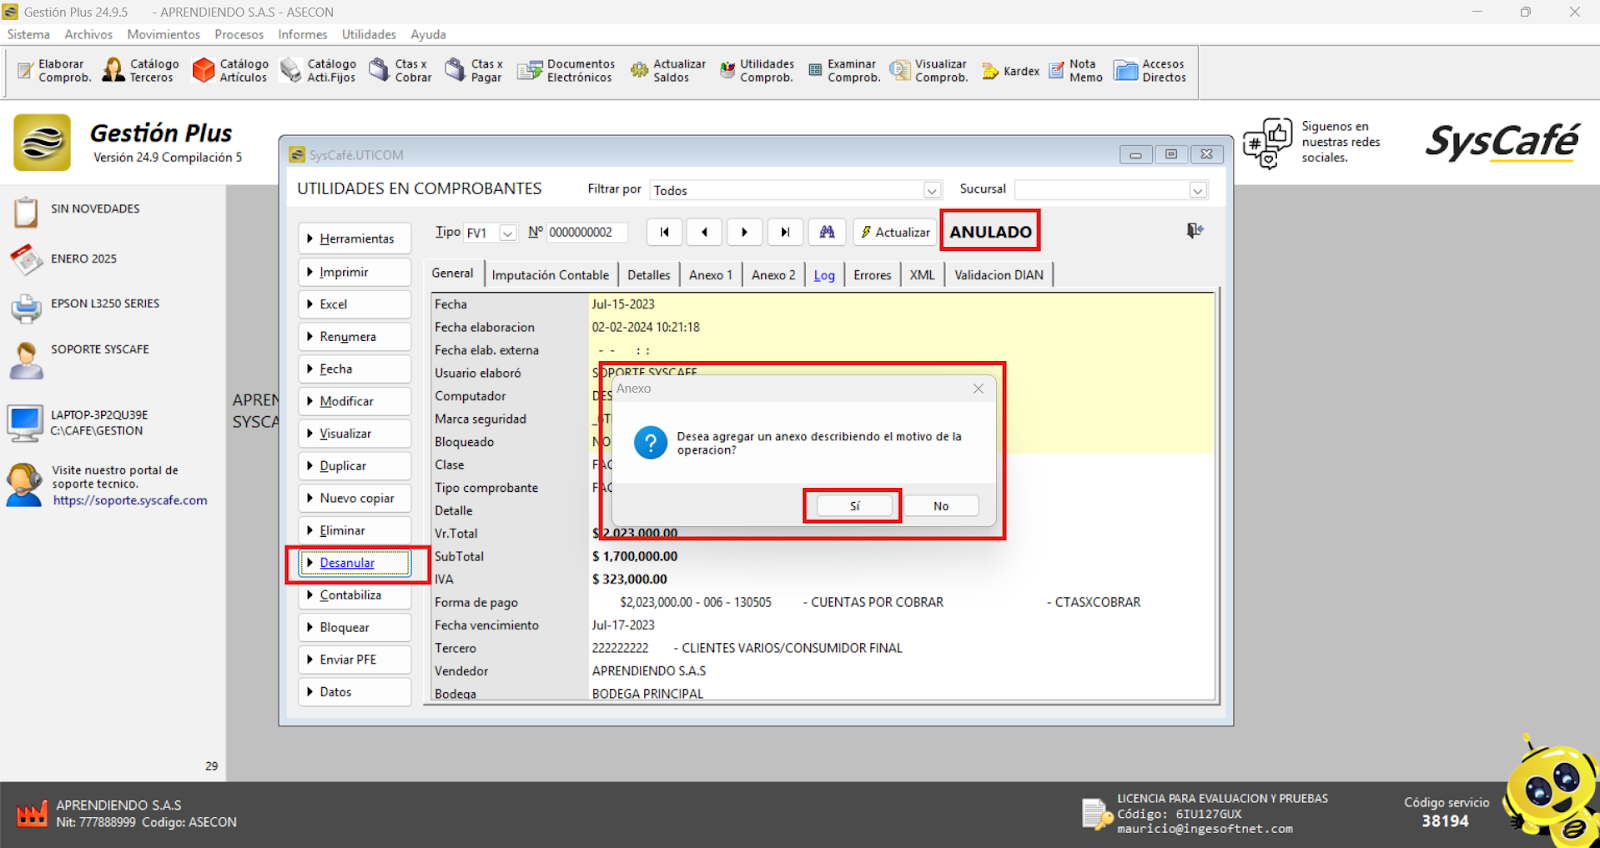 Gestión Plus 24.9.5 - APRENDIENDO S.A.S - ASECON
Sistema Archivos Movimientos Procesos Informes Utilidades Ayuda
Elaborar Comprob.
Catálogo Terceros
Catálogo Artículos
Catálogo Acti.Fijos
Ctas x Cobrar
Ctas x Pagar
Documentos Electrónicos
Actualizar Saldos
Utilidades Comprob.
Examinar Comprob.
Visualizar Comprob.
Kardex
Nota Memo
Accesos Directos
Gestión Plus
Versión 24.9 Compilación 5
Siguenos en
nuestras redes
sociales.
SysCafé
SIN NOVEDADES
ENERO 2025
EPSON L3250 SERIES
SOPORTE SYSCAFE
LAPTOP-3P2QU39E
C:\CAFE\GESTION
Visite nuestro portal de
soporte tecnico.
https://soporte.syscafe.com
29
APREN
SYSCA
SysCafé.UTICOM
UTILIDADES EN COMPROBANTES Filtrar por Todos Sucursal
Tipo FV1 Nº 0000000002 Actualizar ANULADO
Herramientas
Imprimir
Excel
Renumera
Fecha
Modificar
Visualizar
Duplicar
Nuevo copiar
Eliminar
Desanular
Contabiliza
Bloquear
Enviar PFE
Datos
General Imputación Contable Detalles Anexo 1 Anexo 2 Log Errores XML Validacion DIAN
Fecha Jul-15-2023
Fecha elaboracion 02-02-2024 10:21:18
Fecha elab. externa - - : :
Usuario elaboró SOPORTE SYSCAFE
Computador DES
Marca seguridad
Bloqueado NO
Clase FAC
Tipo comprobante FAC
Detalle
Vr.Total $ 2,023,000.00
SubTotal $ 1,700,000.00
IVA $ 323,000.00
Forma de pago $2,023,000.00 - 006 - 130505 - CUENTAS POR COBRAR - CTASXCOBRAR
Fecha vencimiento Jul-17-2023
Tercero 222222222 - CLIENTES VARIOS/CONSUMIDOR FINAL
Vendedor APRENDIENDO S.A.S
Bodega BODEGA PRINCIPAL
Anexo
Desea agregar un anexo describiendo el motivo de la
operacion?
Sí No
APRENDIENDO S.A.S
Nit: 777888999 Codigo: ASECON
LICENCIA PARA EVALUACION Y PRUEBAS
Código: 6IU127GUX
mauricio@ingesoftnet.com
Código servicio
38194